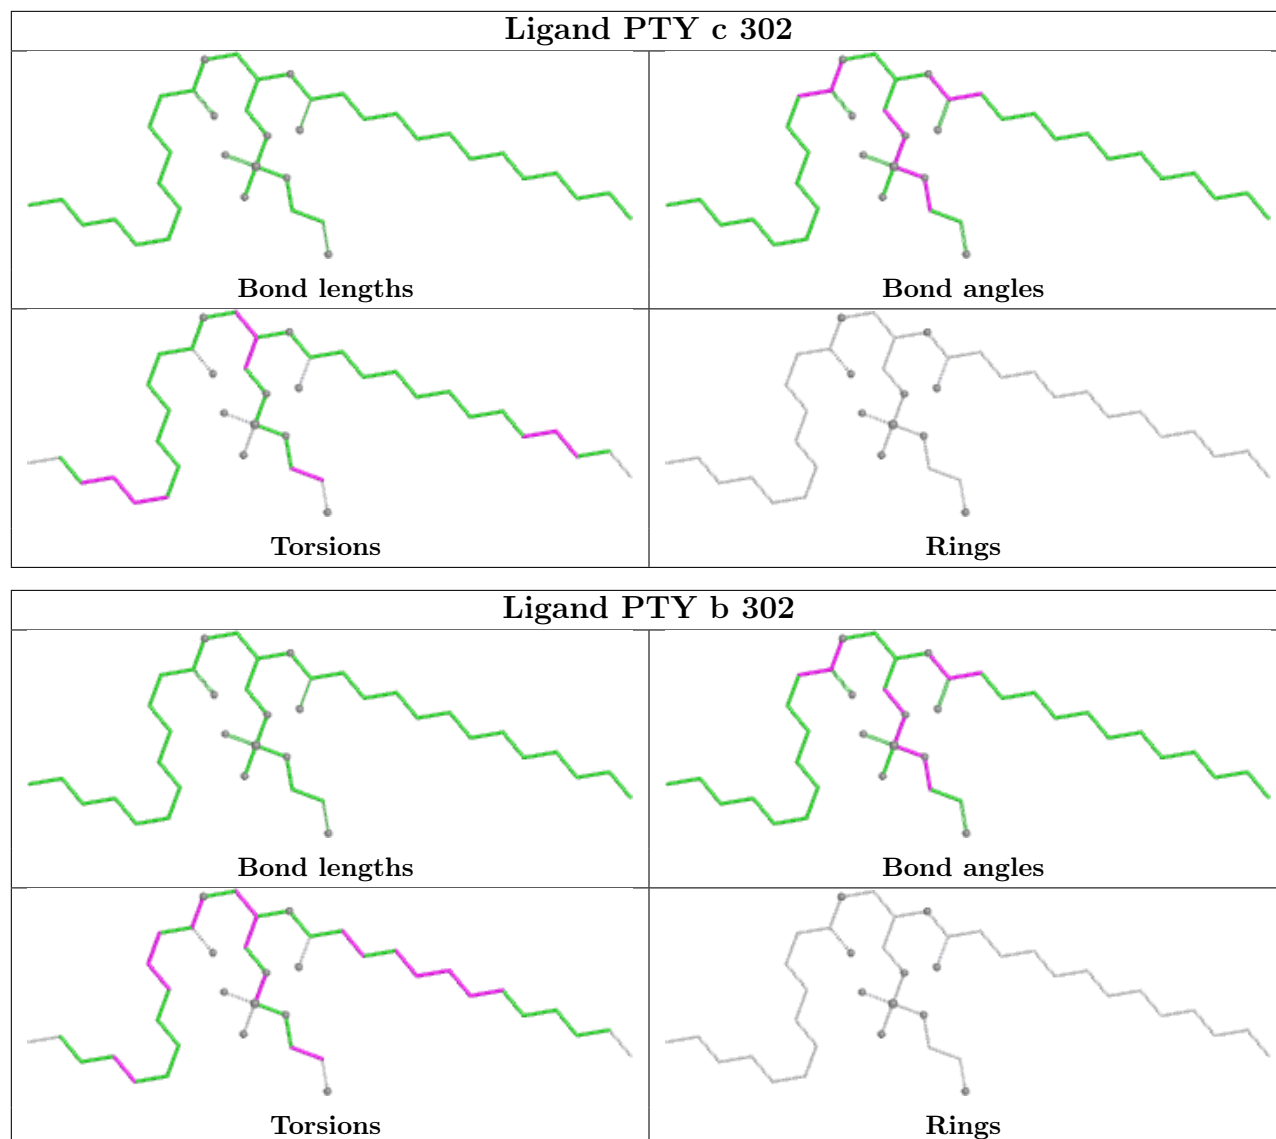 Ligand PTY c 302
Bond lengths
Bond angles
Torsions
Rings
Ligand PTY b 302
Bond lengths
Bond angles
Torsions
Rings